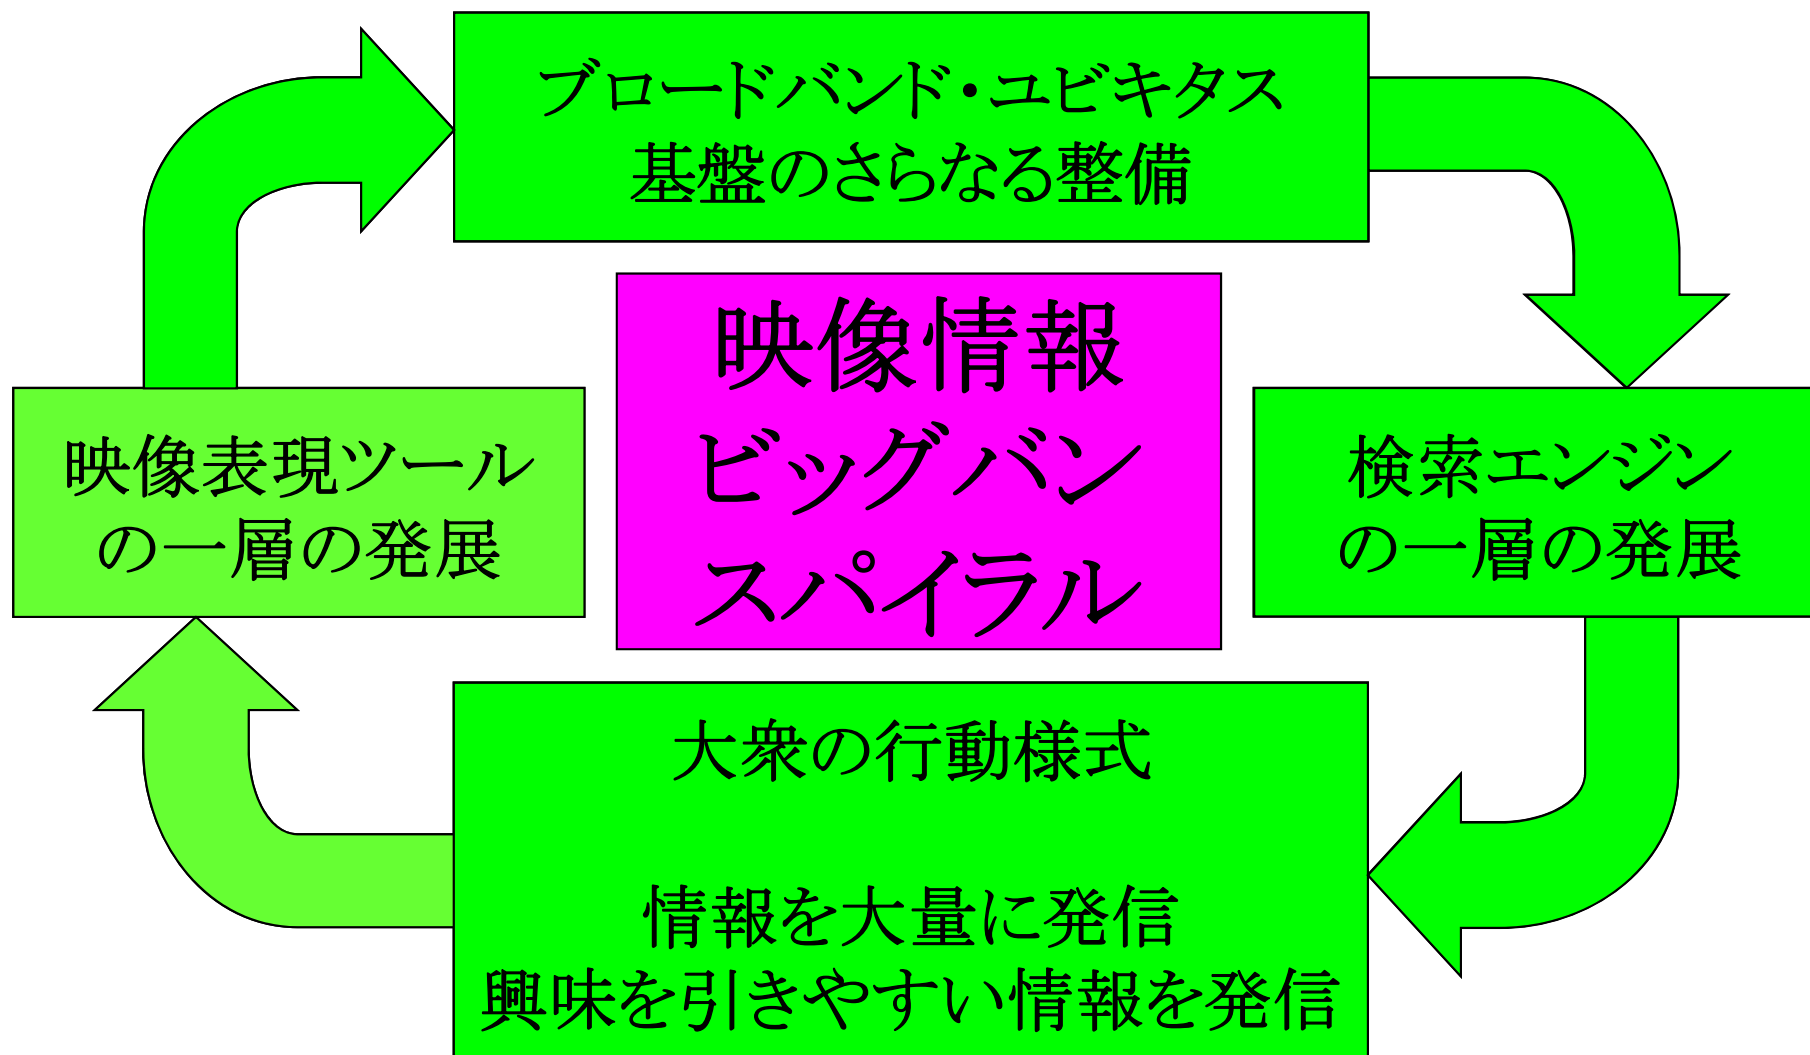 ブロードバンド・ユビキタス
基盤のさらなる整備
映像情報
ビッグバン
スパイラル
映像表現ツール
の一層の発展
検索エンジン
の一層の発展
大衆の行動様式
情報を大量に発信
興味を引きやすい情報を発信